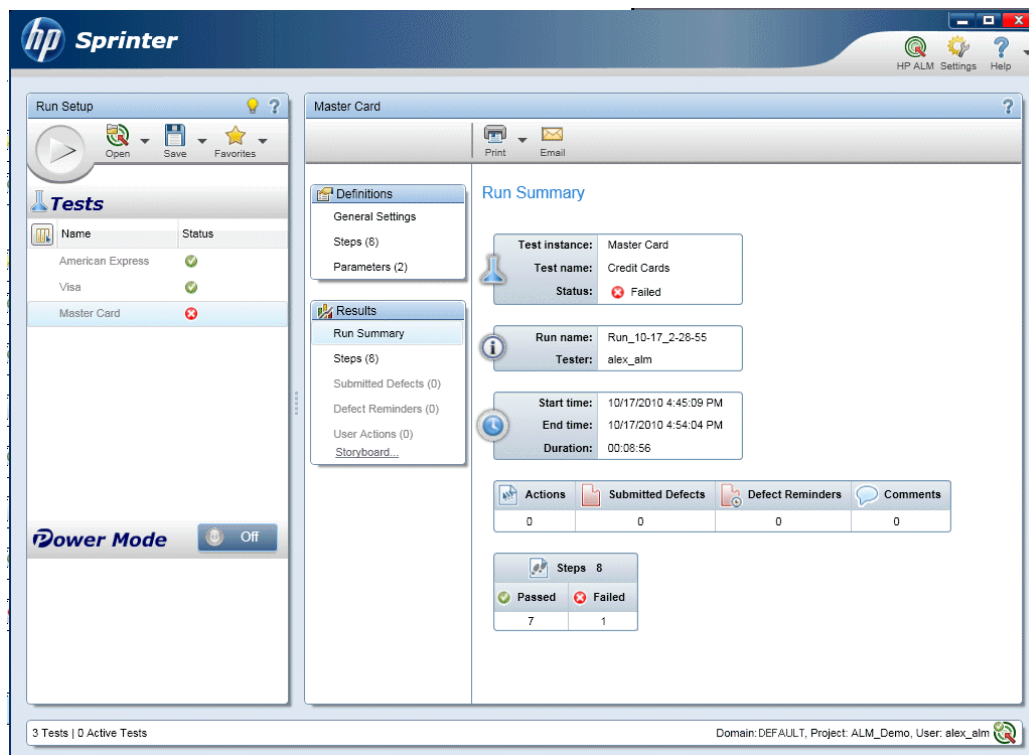 hp Sprinter
HP ALM Settings Help
Run Setup
Open Save Favorites
Tests
Name Status
American Express
Visa
Master Card
Power Mode Off
Master Card
Print Email
Definitions
General Settings
Steps (8)
Parameters (2)
Results
Run Summary
Steps (8)
Submitted Defects (0)
Defect Reminders (0)
User Actions (0)
Storyboard...
Run Summary
Test instance: Master Card
Test name: Credit Cards
Status: Failed
Run name: Run_10-17_2-28-55
Tester: alex_alm
Start time: 10/17/2010 4:45:09 PM
End time: 10/17/2010 4:54:04 PM
Duration: 00:08:56
Actions Submitted Defects Defect Reminders Comments
0 0 0 0
Steps 8
Passed Failed
7 1
3 Tests | 0 Active Tests
Domain: DEFAULT, Project: ALM_Demo, User: alex_alm